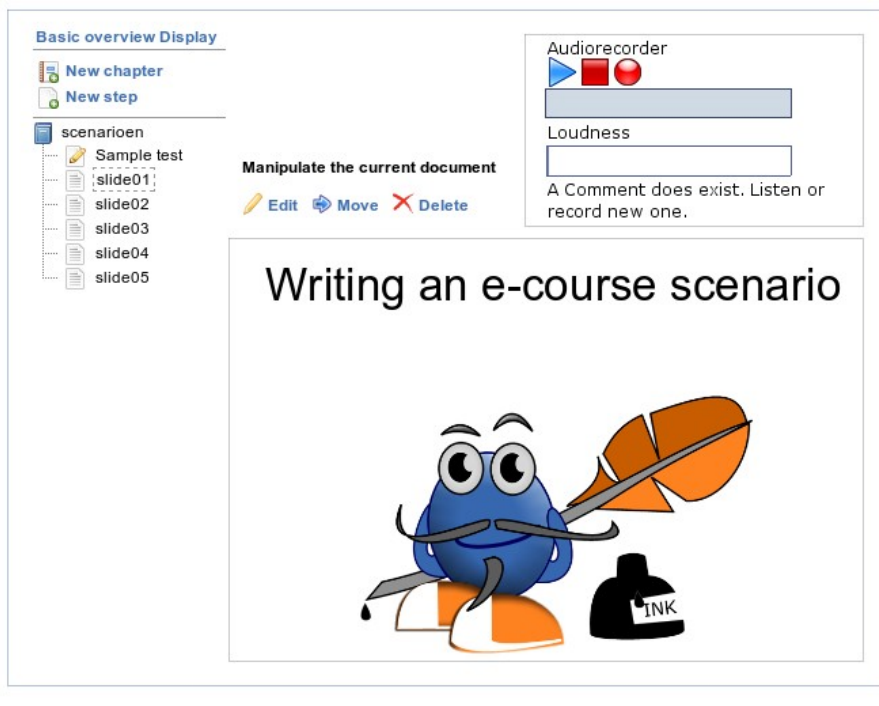 Basic overview Display
New chapter
New step
scenarioen
Sample test
slide01
slide02
slide03
slide04
slide05
Manipulate the current document
Edit Move Delete
Audiorecorder
Loudness
A Comment does exist. Listen or
record new one.
Writing an e-course scenario
INK